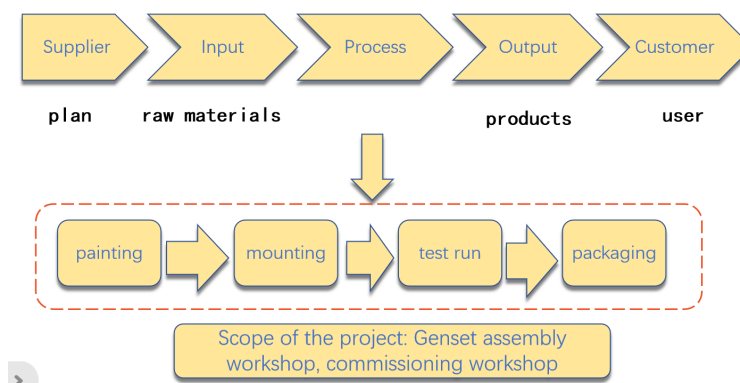 Supplier Input Process Output Customer
plan raw materials products user
painting mounting test run packaging
Scope of the project: Genset assembly
workshop, commissioning workshop